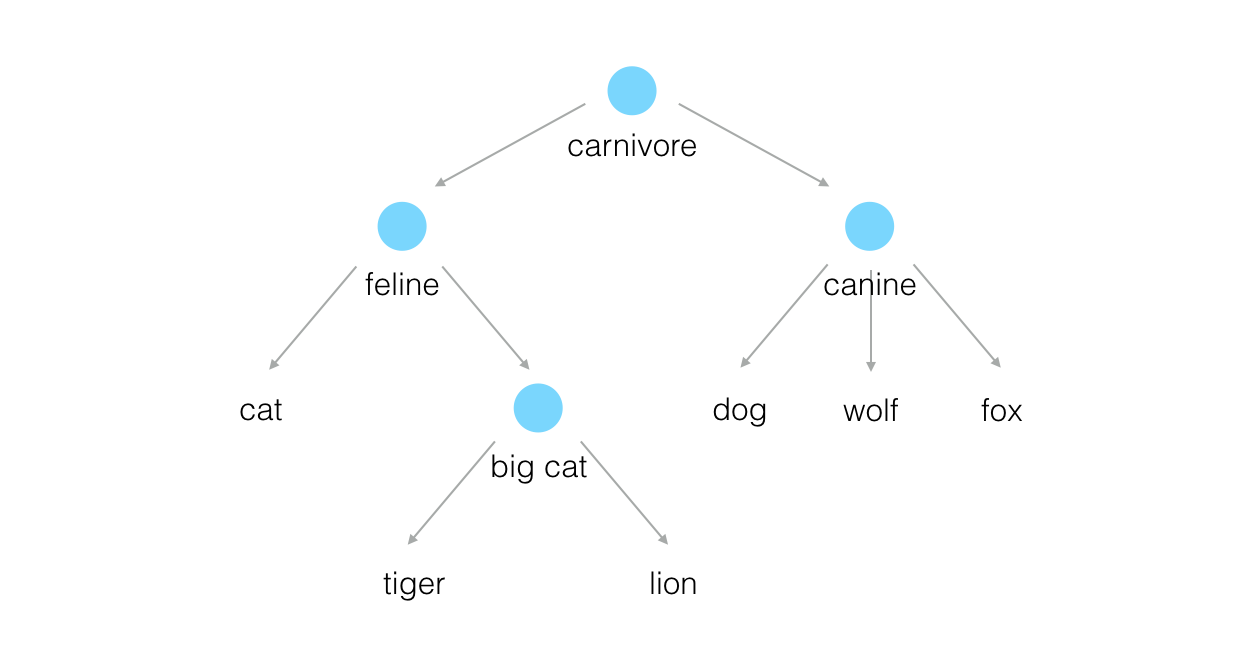 carnivore
feline
canine
cat
dog
wolf
fox
big cat
tiger
lion